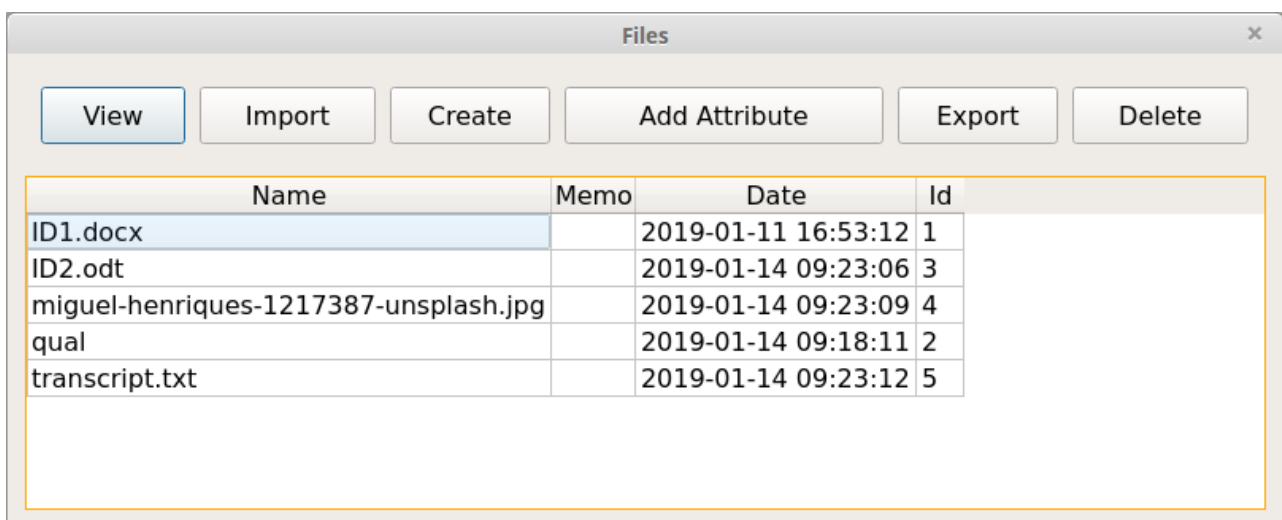 Files ×
View Import Create Add Attribute Export Delete
Name Memo Date Id
ID1.docx 2019-01-11 16:53:12 1
ID2.odt 2019-01-14 09:23:06 3
miguel-henriques-1217387-unsplash.jpg 2019-01-14 09:23:09 4
qual 2019-01-14 09:18:11 2
transcript.txt 2019-01-14 09:23:12 5